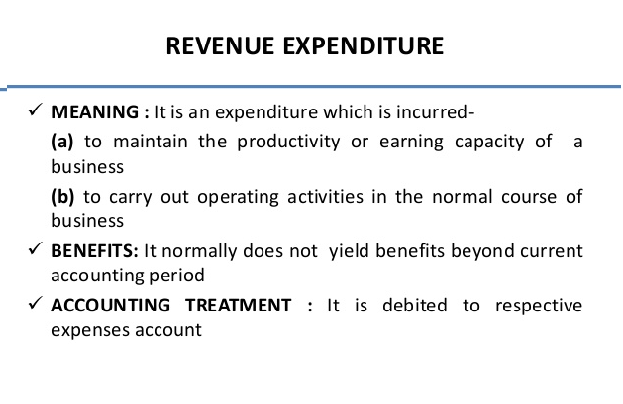 REVENUE EXPENDITURE
✓ MEANING : It is an expenditure which is incurred-
(a) to maintain the productivity or earning capacity of a
business
(b) to carry out operating activities in the normal course of
business
✓ BENEFITS: It normally does not yield benefits beyond current
accounting period
✓ ACCOUNTING TREATMENT : It is debited to respective
expenses account